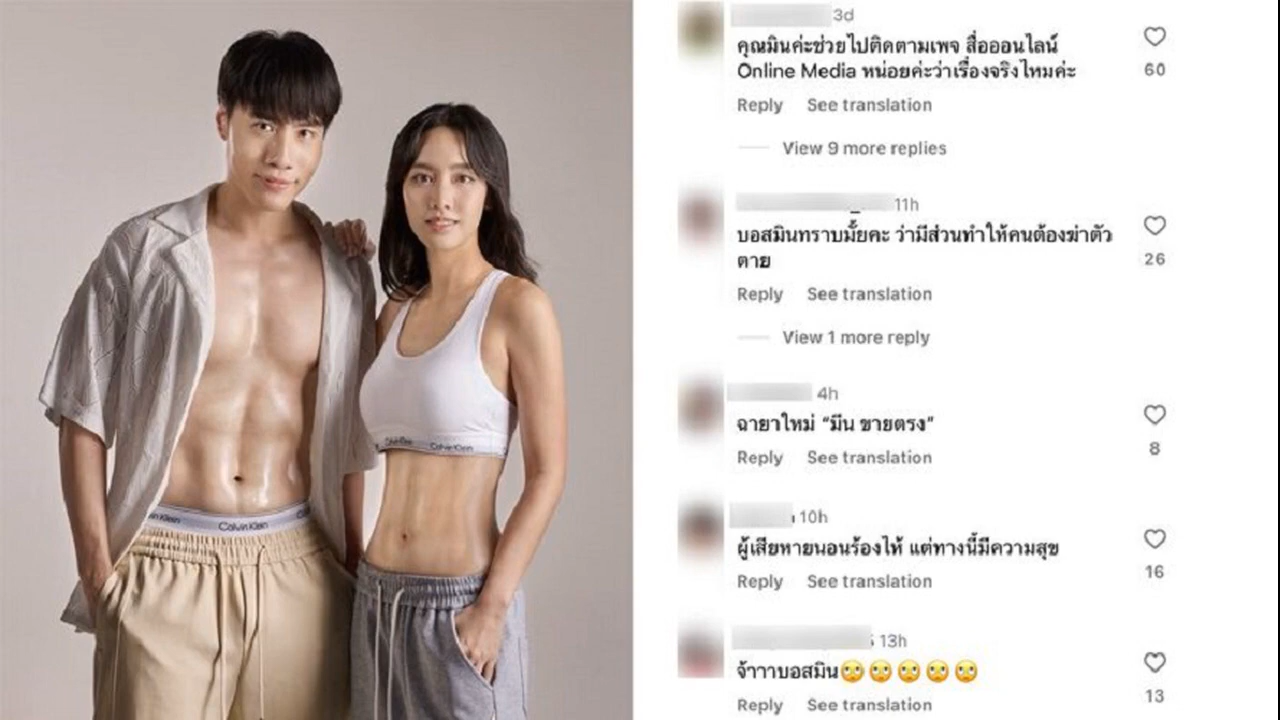 CalvinKlein
Calvin Klein
Calvin Klein
Calvin Klein
3d
คุณมินค่ะช่วยไปติดตามเพจ สื่อออนไลน์
Online Media หน่อยค่ะว่าเรื่องจริงไหมค่ะ
60
Reply See translation
View 9 more replies
11h
บอสมินทราบมั้ยคะ ว่ามีส่วนทำให้คนต้องฆ่าตัว
ตาย
26
Reply See translation
View 1 more reply
4h
ฉายาใหม่ “มีน ขายตรง”
8
Reply See translation
10h
ผู้เสียหายนอนร้องไห้ แต่ทางนี้มีความสุข
16
Reply See translation
13h
จ้าาาบอสมิน🙄🙄🙄🙄🙄
13
Reply See translation